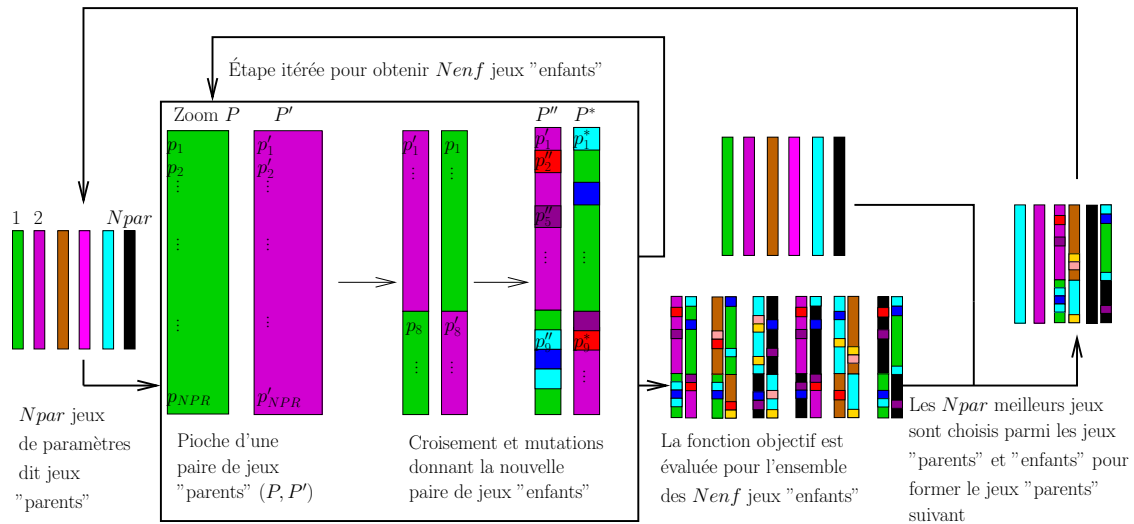 Étape itérée pour obtenir Nenf jeux "enfants"
Zoom P P′
P′′ P*
p1 p′1
p2 p′2
⋮ ⋮
⋮ ⋮
⋮ ⋮
pNPR p′NPR
p′1 p1
⋮ ⋮
p8 p′8
⋮ ⋮
p′1 p*1
p′′2
p′′5
⋮ ⋮
p′′9 p*9
⋮
1 2 Npar
Npar jeux
de paramètres
dit jeux
"parents"
Pioche d'une
paire de jeux
"parents" (P, P′)
Croisement et mutations
donnant la nouvelle
paire de jeux "enfants"
La fonction objectif est
évaluée pour l'ensemble
des Nenf jeux "enfants"
Les Npar meilleurs jeux
sont choisis parmi les jeux
"parents" et "enfants" pour
former le jeu "parents"
suivant